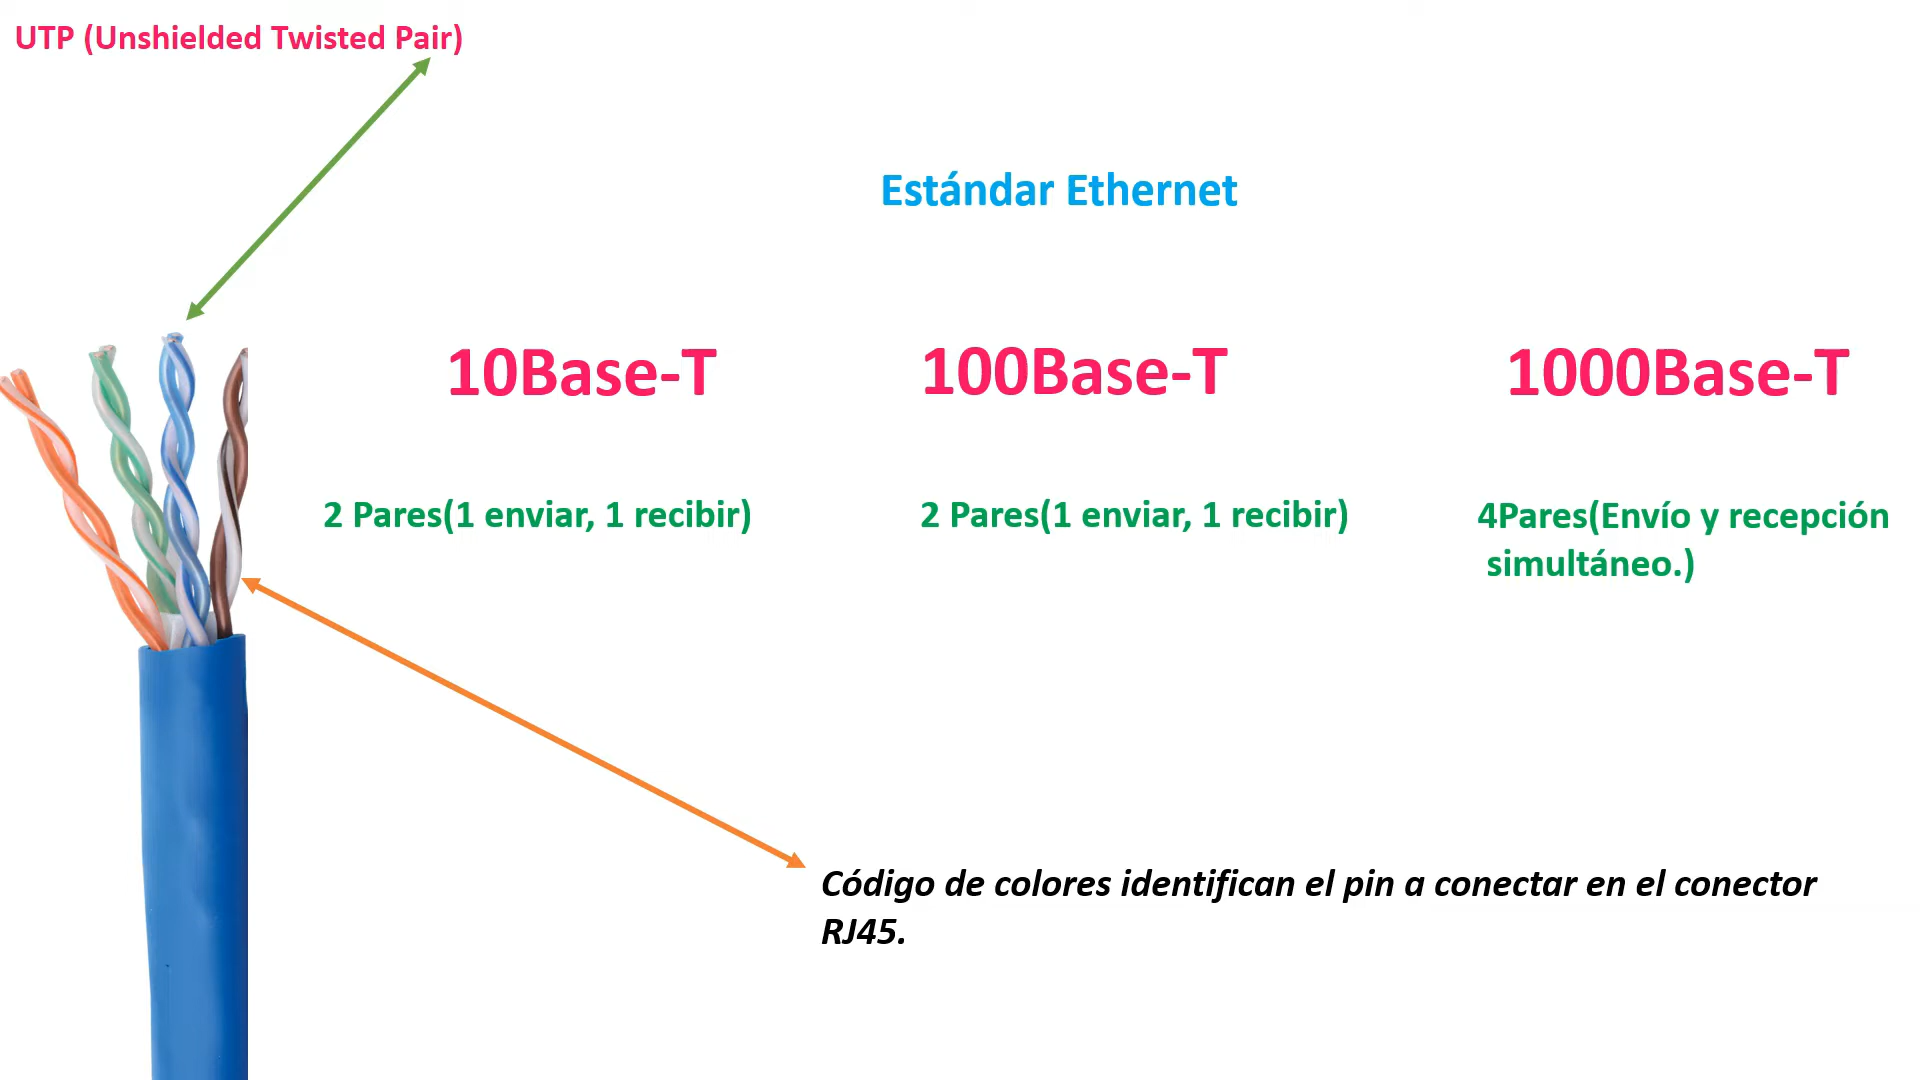 UTP (Unshielded Twisted Pair)
Estándar Ethernet
10Base-T
100Base-T
1000Base-T
2 Pares(1 enviar, 1 recibir)
2 Pares(1 enviar, 1 recibir)
4Pares(Envío y recepción
simultáneo.)
Código de colores identifican el pin a conectar en el conector
RJ45.